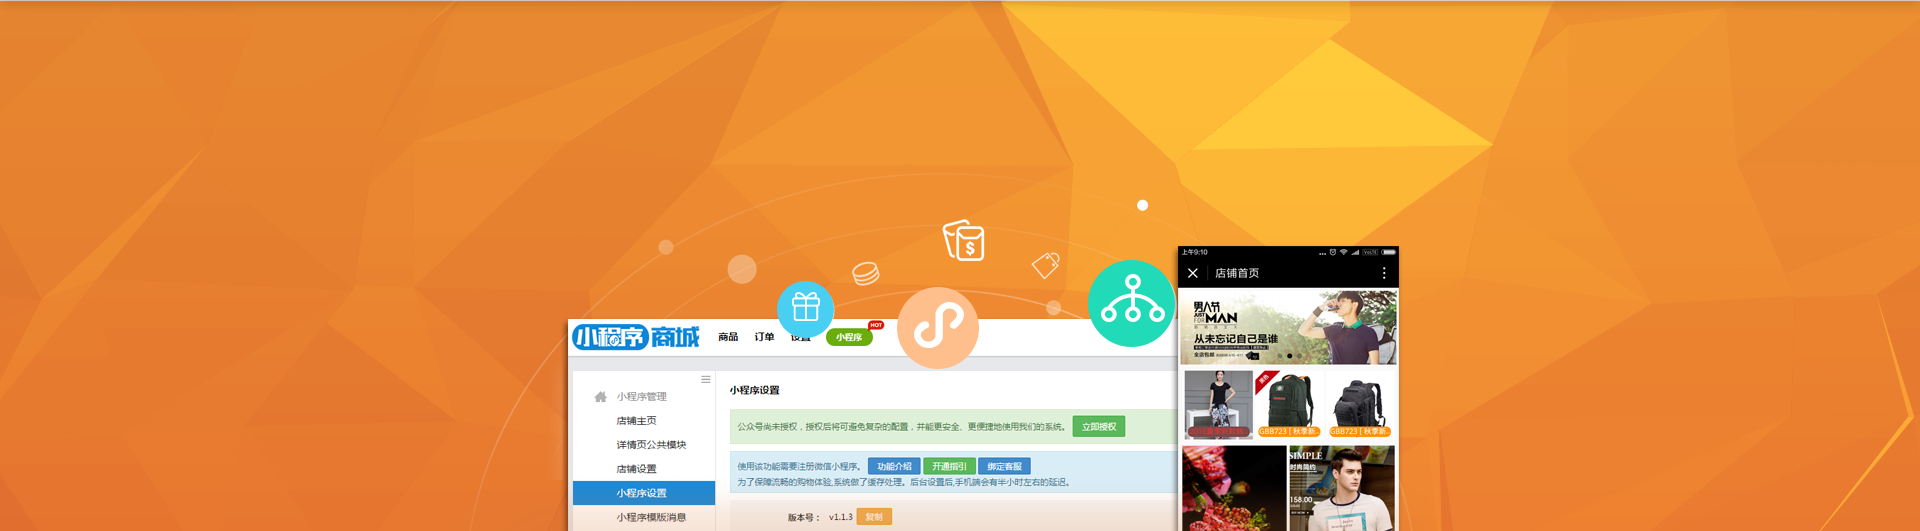 小程序商城
商品
订单
设置
小程序
HOT
小程序管理
店铺主页
详情页公共模块
店铺设置
小程序设置
小程序模版消息
小程序设置
公众号尚未授权，授权后将可避免复杂的配置，并能更安全、更便捷地使用我们的系统。 立即授权
使用该功能需要注册微信小程序。 功能介绍 开通指引 绑定客服
为了保障流畅的购物体验,系统做了缓存处理。后台设置后,手机端会有半小时左右的延迟。
版本号： v1.1.3 复制
上午9:10
店铺首页
男人节
JUST
FOR MAN
从未忘记自己是谁
全店包邮
GBB723 [ 秋季新..
GBB723 [ 秋季新..
SIMPLE
时尚简约
158.00